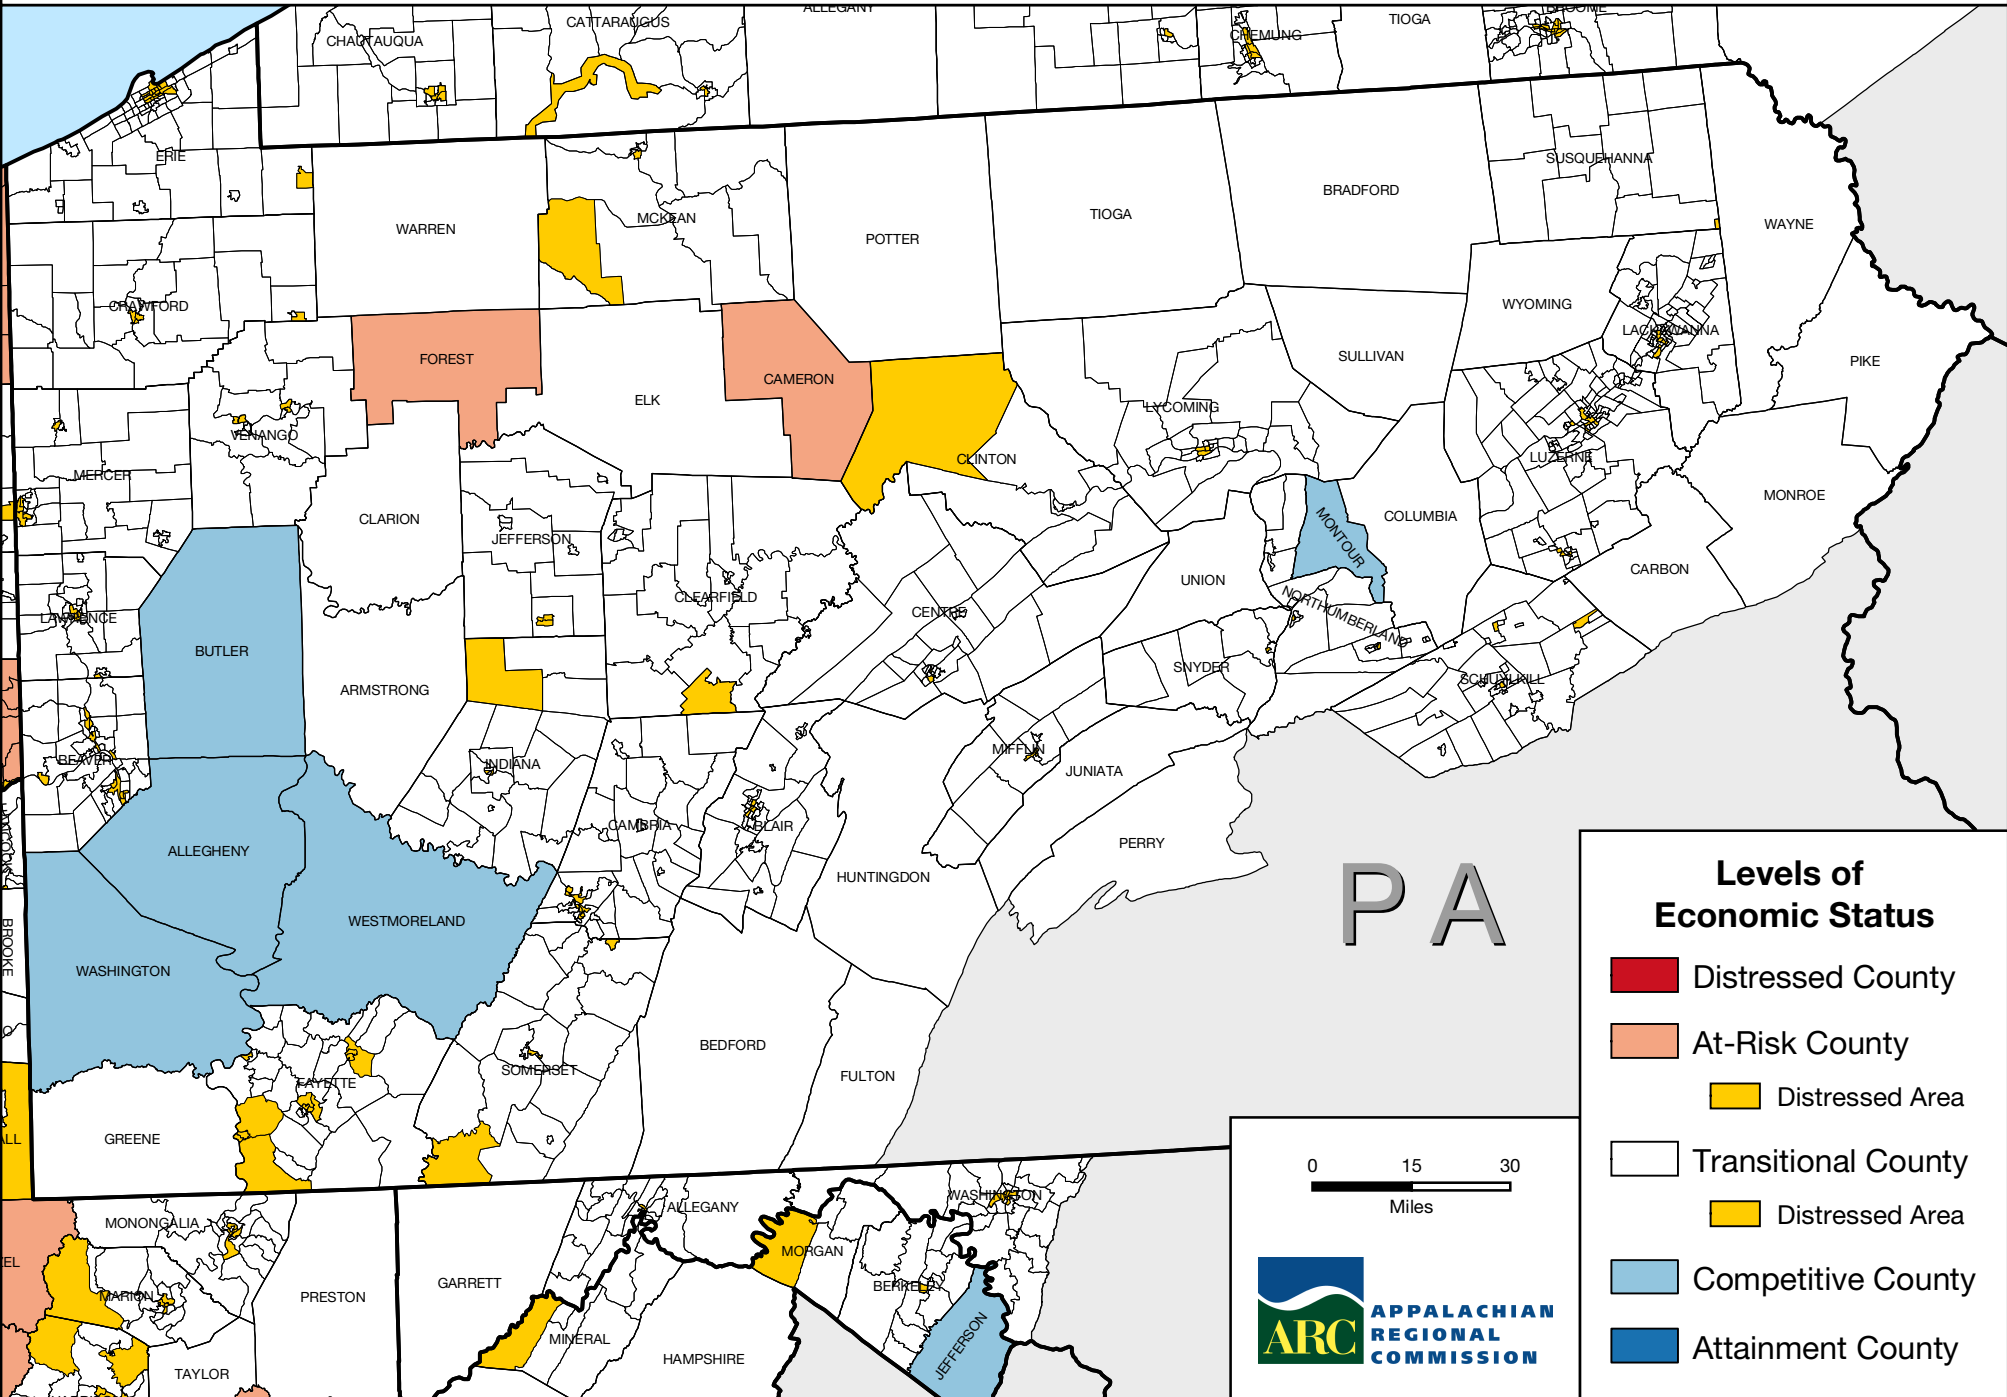 ALLEGANY
CATTARAUGUS
TIOGA
BROOME
CHAUTAUQUA
CHEMUNG
ERIE
SUSQUEHANNA
BRADFORD
WARREN
MCKEAN
TIOGA
WAYNE
POTTER
CRAWFORD
WYOMING
LACKAWANNA
FOREST
SULLIVAN
PIKE
CAMERON
ELK
LYCOMING
VENANGO
CLINTON
LUZERNE
MERCER
MONROE
CLARION
COLUMBIA
JEFFERSON
MONTOUR
CARBON
UNION
CLEARFIELD
CENTRE
LAWRENCE
NORTHUMBERLAND
BUTLER
SNYDER
ARMSTRONG
SCHUYLKILL
MIFFLIN
BEAVER
INDIANA
JUNIATA
HANCOCK
CAMBRIA
BLAIR
PERRY
ALLEGHENY
HUNTINGDON
WESTMORELAND
BROOKE
WASHINGTON
PA
BEDFORD
SOMERSET
FULTON
FAYETTE
GREENE
ALL
WASHINGTON
ALLEGANY
MONONGALIA
MORGAN
ZEL
GARRETT
BERKELEY
MARION
PRESTON
MINERAL
JEFFERSON
HAMPSHIRE
TAYLOR
Levels of
Economic Status
Distressed County
At-Risk County
Distressed Area
Transitional County
Distressed Area
Competitive County
Attainment County
0 15 30
Miles
ARC
APPALACHIAN
REGIONAL
COMMISSION